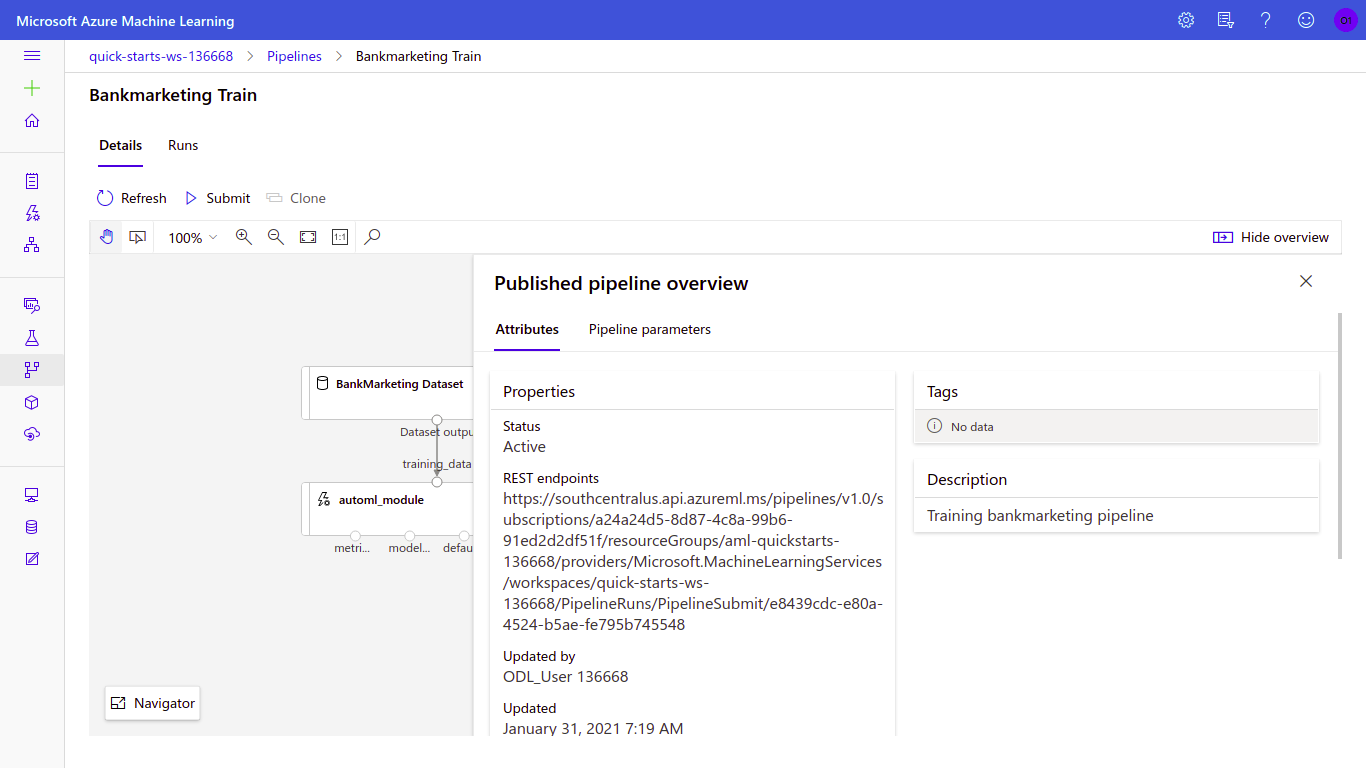 Microsoft Azure Machine Learning
O1
quick-starts-ws-136668 > Pipelines > Bankmarketing Train
Bankmarketing Train
Details Runs
Refresh Submit Clone
100% 1:1 Hide overview
Published pipeline overview
Attributes Pipeline parameters
BankMarketing Dataset
Dataset outpu
training_data
automl_module
metri... model... defau
Navigator
Properties
Status
Active
REST endpoints
https://southcentralus.api.azureml.ms/pipelines/v1.0/s
ubscriptions/a24a24d5-8d87-4c8a-99b6-
91ed2d2df51f/resourceGroups/aml-quickstarts-
136668/providers/Microsoft.MachineLearningServices
/workspaces/quick-starts-ws-
136668/PipelineRuns/PipelineSubmit/e8439cdc-e80a-
4524-b5ae-fe795b745548
Updated by
ODL_User 136668
Updated
January 31, 2021 7:19 AM
Tags
No data
Description
Training bankmarketing pipeline